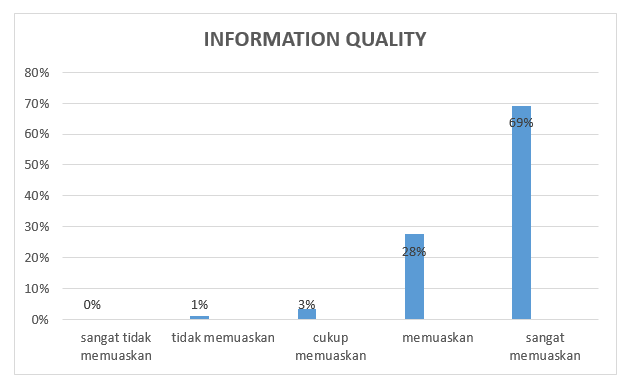 INFORMATION QUALITY
80%
70%
60%
50%
40%
30%
20%
10%
0%
0%
1%
3%
28%
69%
sangat tidak
memuaskan
tidak memuaskan
cukup
memuaskan
memuaskan
sangat
memuaskan